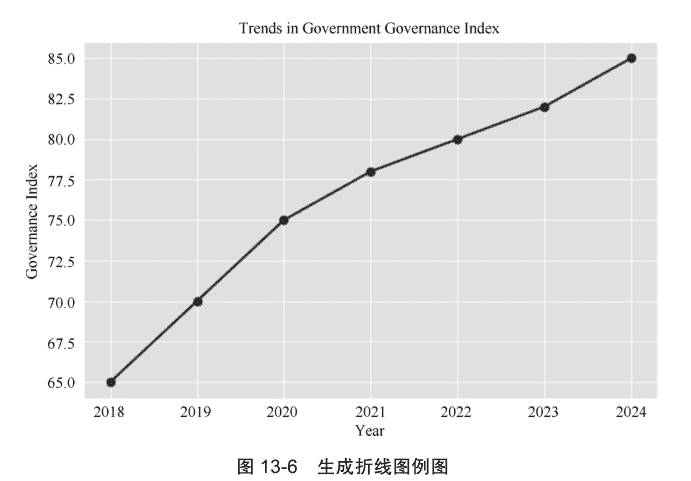 Trends in Government Governance Index
85.0
82.5
80.0
77.5
75.0
72.5
70.0
67.5
65.0
Governance Index
2018 2019 2020 2021 2022 2023 2024
Year
图 13-6 生成折线图例图